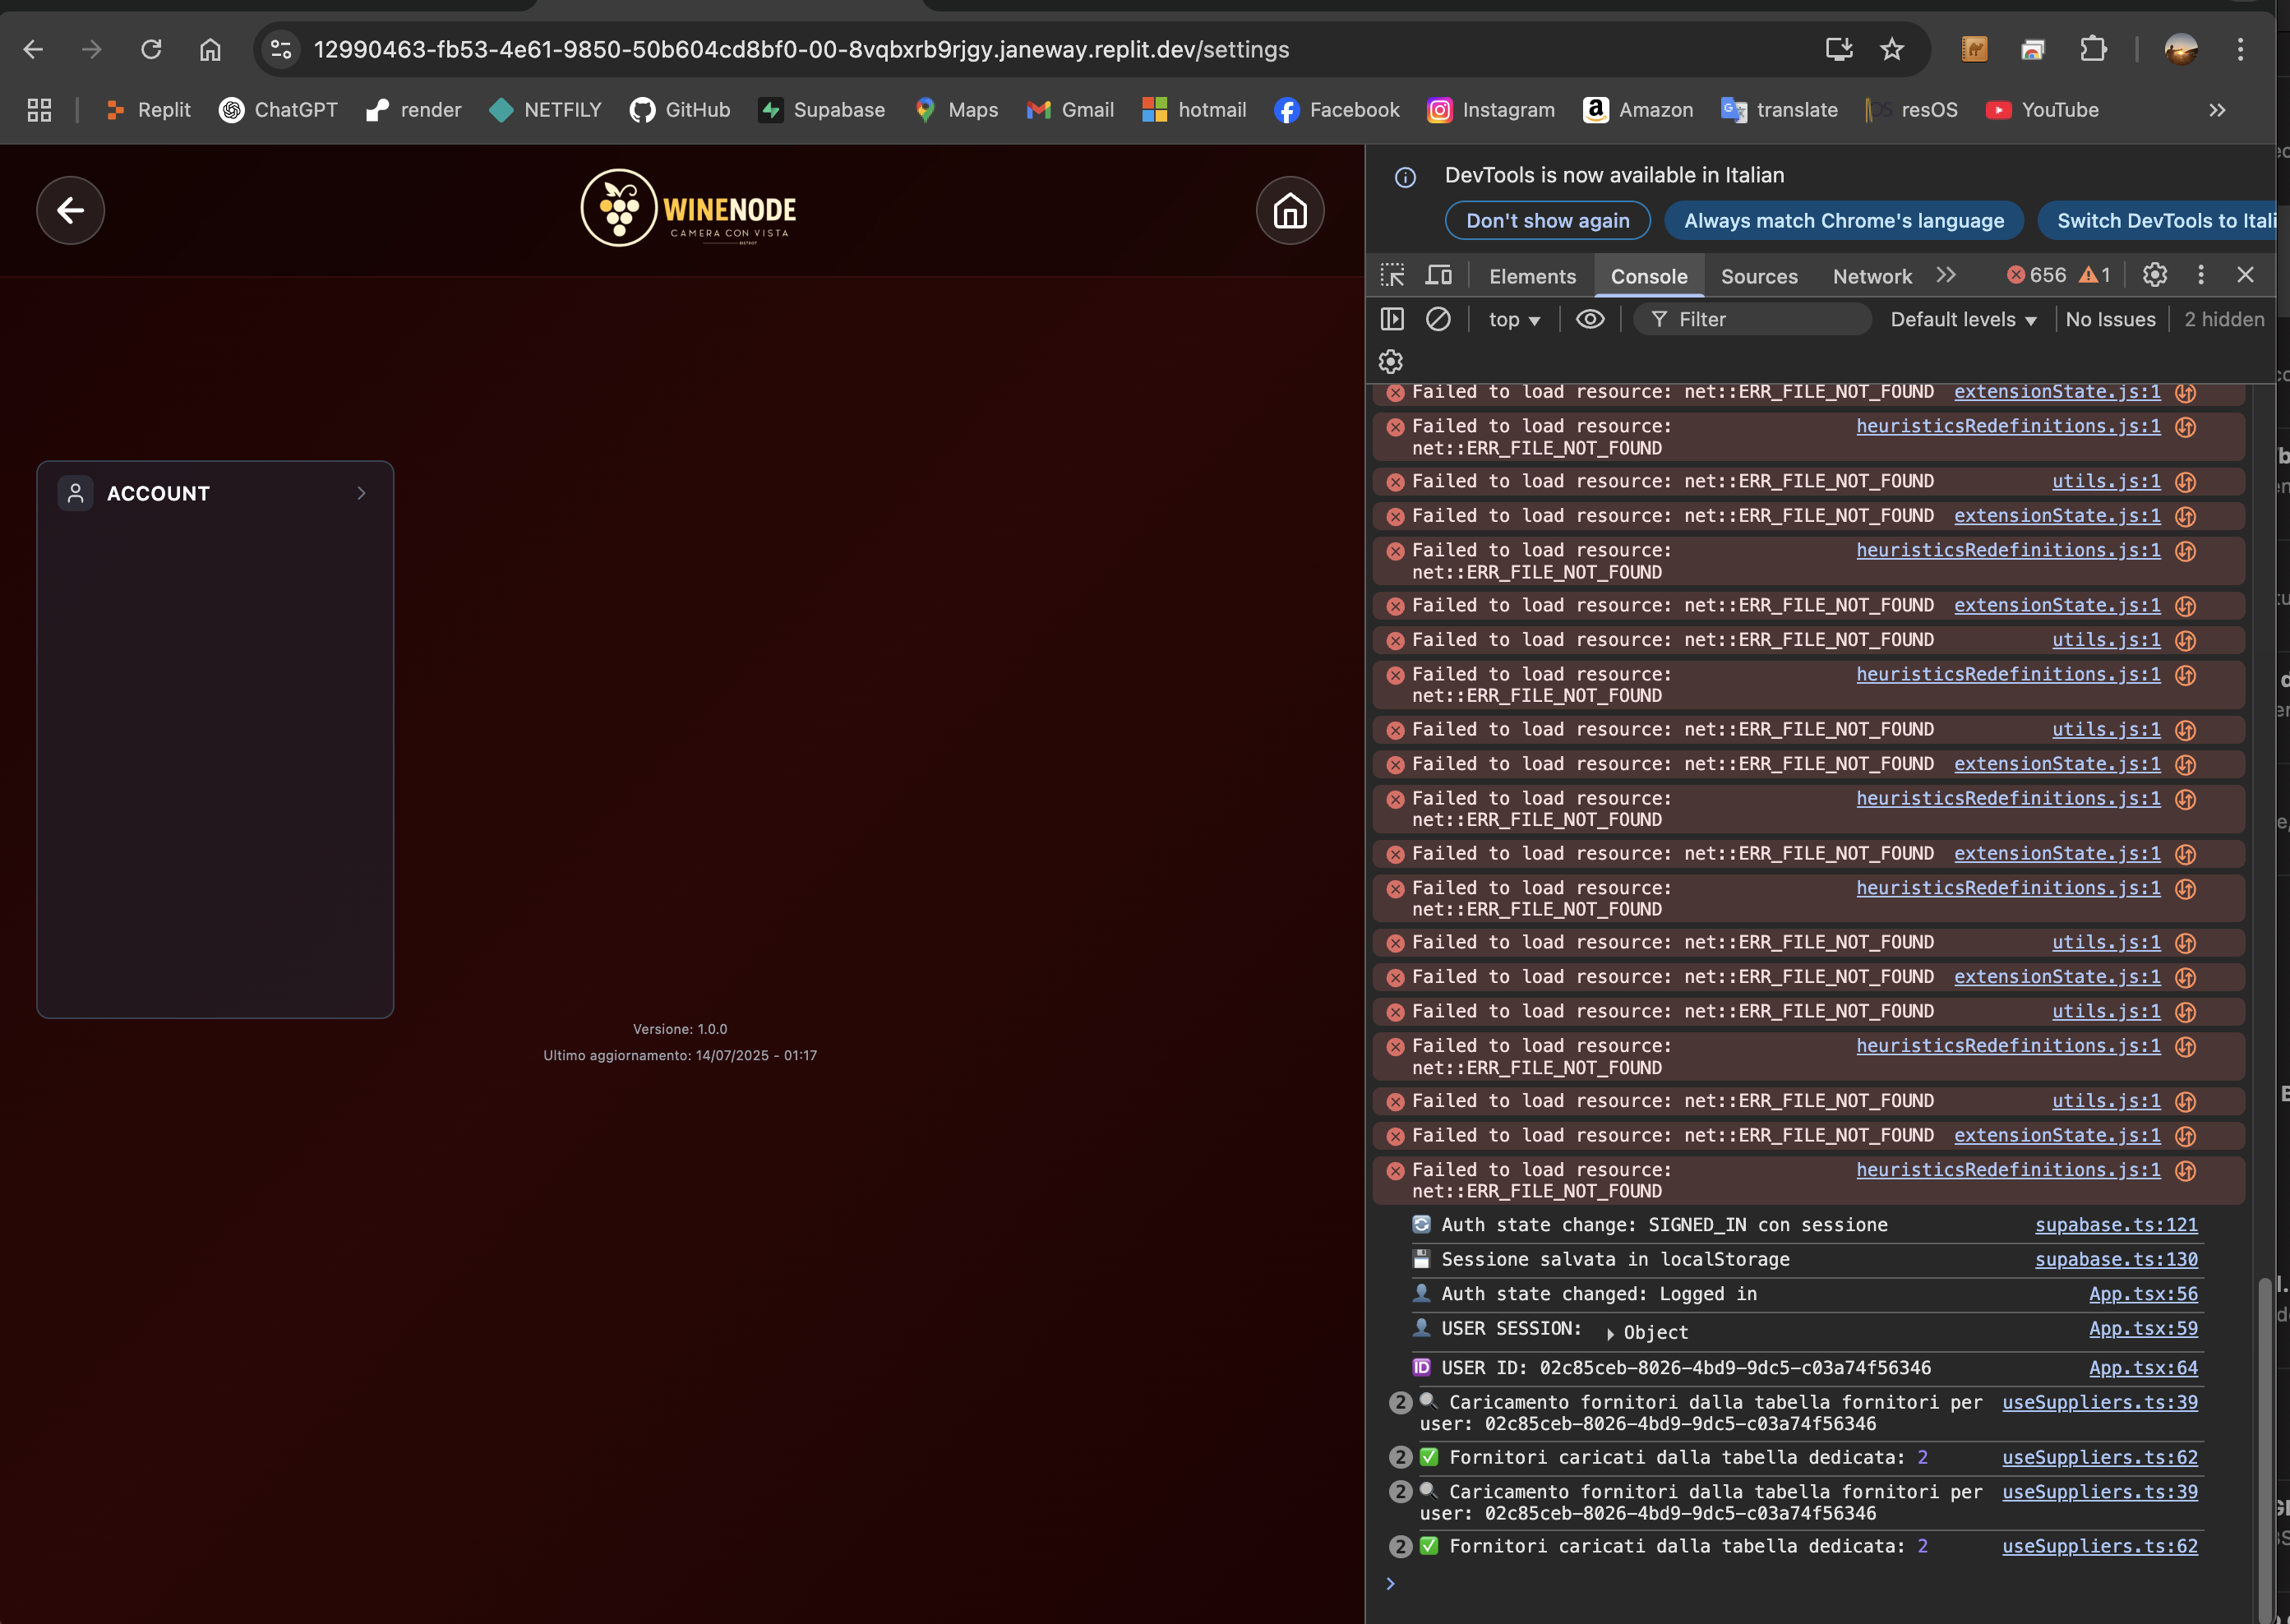 12990463-fb53-4e61-9850-50b604cd8bf0-00-8vqbxrb9rjgy.janeway.replit.dev/settings
Replit ChatGPT render NETFILY GitHub Supabase Maps Gmail hotmail Facebook Instagram Amazon translate resOS YouTube
WINENODE
CAMERA CON VISTA
BISTROT
ACCOUNT
Versione: 1.0.0
Ultimo aggiornamento: 14/07/2025 - 01:17
DevTools is now available in Italian
Don't show again Always match Chrome's language Switch DevTools to Itali
Elements Console Sources Network 656 1
top Filter Default levels No Issues 2 hidden
Failed to load resource: net::ERR_FILE_NOT_FOUND extensionState.js:1
Failed to load resource: heuristicsRedefinitions.js:1
net::ERR_FILE_NOT_FOUND
Failed to load resource: net::ERR_FILE_NOT_FOUND utils.js:1
Failed to load resource: net::ERR_FILE_NOT_FOUND extensionState.js:1
Failed to load resource: heuristicsRedefinitions.js:1
net::ERR_FILE_NOT_FOUND
Failed to load resource: net::ERR_FILE_NOT_FOUND extensionState.js:1
Failed to load resource: net::ERR_FILE_NOT_FOUND utils.js:1
Failed to load resource: heuristicsRedefinitions.js:1
net::ERR_FILE_NOT_FOUND
Failed to load resource: net::ERR_FILE_NOT_FOUND utils.js:1
Failed to load resource: net::ERR_FILE_NOT_FOUND extensionState.js:1
Failed to load resource: heuristicsRedefinitions.js:1
net::ERR_FILE_NOT_FOUND
Failed to load resource: net::ERR_FILE_NOT_FOUND extensionState.js:1
Failed to load resource: heuristicsRedefinitions.js:1
net::ERR_FILE_NOT_FOUND
Failed to load resource: net::ERR_FILE_NOT_FOUND utils.js:1
Failed to load resource: net::ERR_FILE_NOT_FOUND extensionState.js:1
Failed to load resource: net::ERR_FILE_NOT_FOUND utils.js:1
Failed to load resource: heuristicsRedefinitions.js:1
net::ERR_FILE_NOT_FOUND
Failed to load resource: net::ERR_FILE_NOT_FOUND utils.js:1
Failed to load resource: net::ERR_FILE_NOT_FOUND extensionState.js:1
Failed to load resource: heuristicsRedefinitions.js:1
net::ERR_FILE_NOT_FOUND
Auth state change: SIGNED_IN con sessione supabase.ts:121
Sessione salvata in localStorage supabase.ts:130
Auth state changed: Logged in App.tsx:56
USER SESSION: Object App.tsx:59
ID USER ID: 02c85ceb-8026-4bd9-9dc5-c03a74f56346 App.tsx:64
2 Caricamento fornitori dalla tabella fornitori per useSuppliers.ts:39
user: 02c85ceb-8026-4bd9-9dc5-c03a74f56346
2 Fornitori caricati dalla tabella dedicata: 2 useSuppliers.ts:62
2 Caricamento fornitori dalla tabella fornitori per useSuppliers.ts:39
user: 02c85ceb-8026-4bd9-9dc5-c03a74f56346
2 Fornitori caricati dalla tabella dedicata: 2 useSuppliers.ts:62